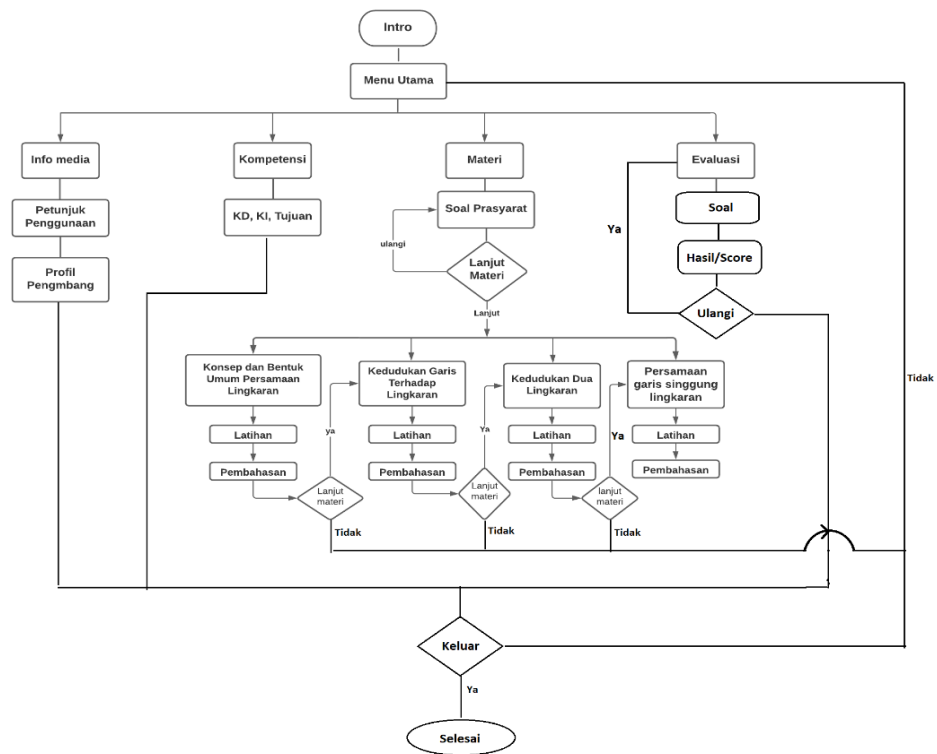 Intro
Menu Utama
Info media
Kompetensi
Materi
Evaluasi
Petunjuk
Penggunaan
KD, KI, Tujuan
Soal Prasyarat
Soal
Ya
ulangi
Profil
Pengmbang
Lanjut
Materi
Hasil/Score
Ulangi
Lanjut
Tidak
Konsep dan Bentuk
Umum Persamaan
Lingkaran
Kedudukan Garis
Terhadap
Lingkaran
Kedudukan Dua
Lingkaran
Persamaan
garis singgung
lingkaran
ya
Ya
Ya
Latihan
Latihan
Latihan
Latihan
Pembahasan
Pembahasan
Pembahasan
Pembahasan
Lanjut
materi
Lanjut
materi
lanjut
materi
Tidak
Tidak
Tidak
Keluar
Ya
Selesai